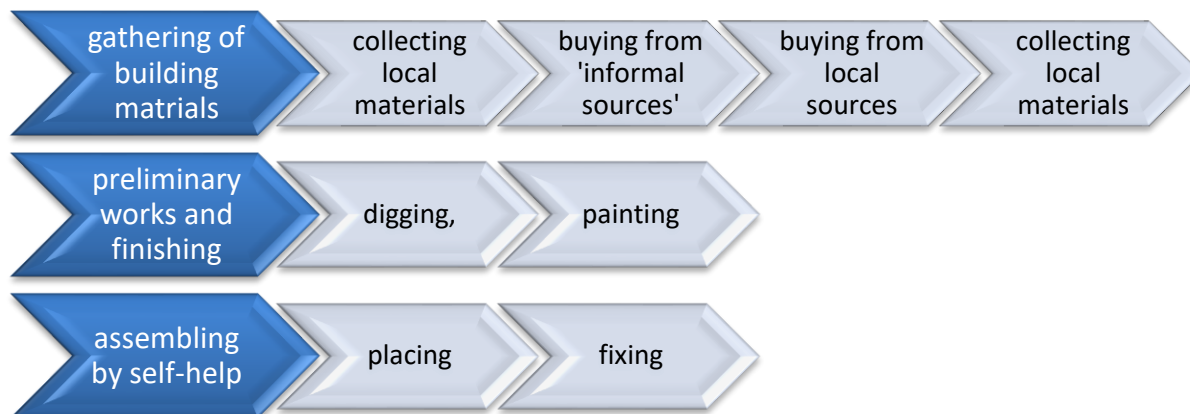 gathering of
building
matrials
collecting
local
materials
buying from
'informal
sources'
buying from
local
sources
collecting
local
materials
preliminary
works and
finishing
digging,
painting
assembling
by self-help
placing
fixing